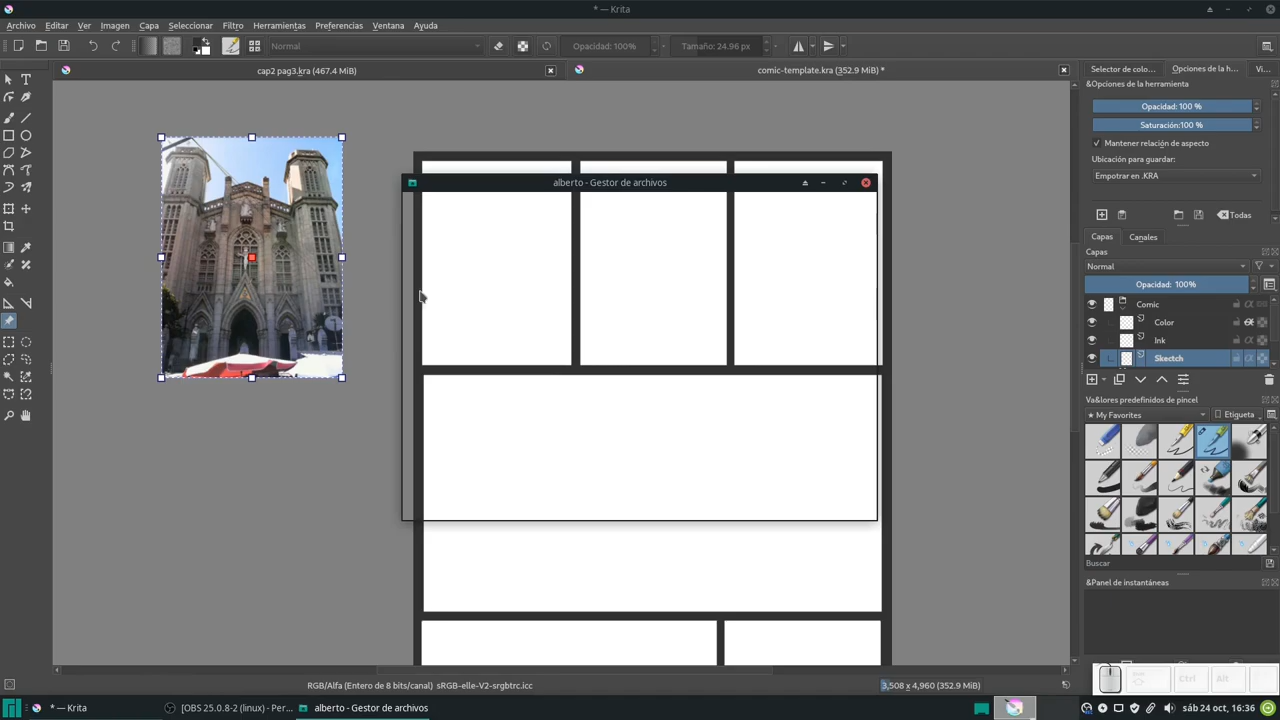 * — Krita
Archivo Editar Ver Imagen Capa Seleccionar Filtro Herramientas Preferencias Ventana Ayuda
Normal Opacidad: 100% Tamaño: 24.96 px
cap2 pag3.kra (467.4 MiB) comic-template.kra (352.9 MiB) *
Selector de colo... Opciones de la h... Vi...
&Opciones de la herramienta
Opacidad: 100 %
Saturación:100 %
Mantener relación de aspecto
Ubicación para guardar:
Empotrar en .KRA
Todas
alberto - Gestor de archivos
Capas Canales
Capas
Normal
Opacidad: 100%
Comic
Color
Ink
Skectch
Va&lores predefinidos de pincel
★ My Favorites Etiqueta
Buscar
&Panel de instantáneas
RGB/Alfa (Entero de 8 bits/canal) sRGB-elle-V2-srgbtrc.icc
3,508 x 4,960 (352.9 MiB)
Ctrl Alt
* — Krita [OBS 25.0.8-2 (linux) - Per... alberto - Gestor de archivos sáb 24 oct, 16:36